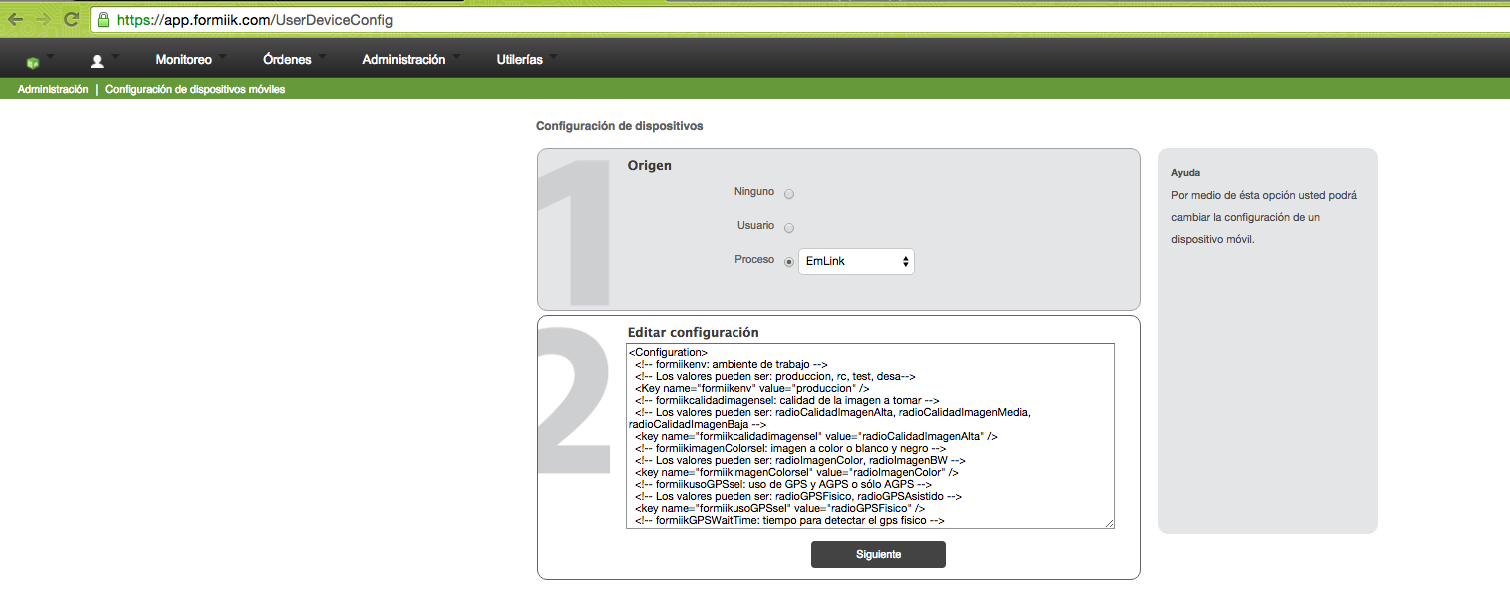 https://app.formiik.com/UserDeviceConfig
Monitoreo Órdenes Administración Utilerías
Administración | Configuración de dispositivos móviles
Configuración de dispositivos
1 Origen
Ninguno
Usuario
Proceso EmLink
Ayuda
Por medio de ésta opción usted podrá
cambiar la configuración de un
dispositivo móvil.
2 Editar configuración
<Configuration>
<!-- formiikenv: ambiente de trabajo -->
<!-- Los valores pueden ser: produccion, rc, test, desa-->
<Key name="formiikenv" value="produccion" />
<!-- formiikcalidadimagensel: calidad de la imagen a tomar -->
<!-- Los valores pueden ser: radioCalidadImagenAlta, radioCalidadImagenMedia,
radioCalidadImagenBaja -->
<key name="formiikcalidadimagensel" value="radioCalidadImagenAlta" />
<!-- formiikimagenColorsel: imagen a color o blanco y negro -->
<!-- Los valores pueden ser: radioImagenColor, radioImagenBW -->
<key name="formiikImagenColorsel" value="radioImagenColor" />
<!-- formiikusoGPSsel: uso de GPS y AGPS o sólo AGPS -->
<!-- Los valores pueden ser: radioGPSFisico, radioGPSAsistido -->
<key name="formiikusoGPSsel" value="radioGPSFisico" />
<!-- formiikGPSWaitTime: tiempo para detectar el gps fisico -->
Siguiente